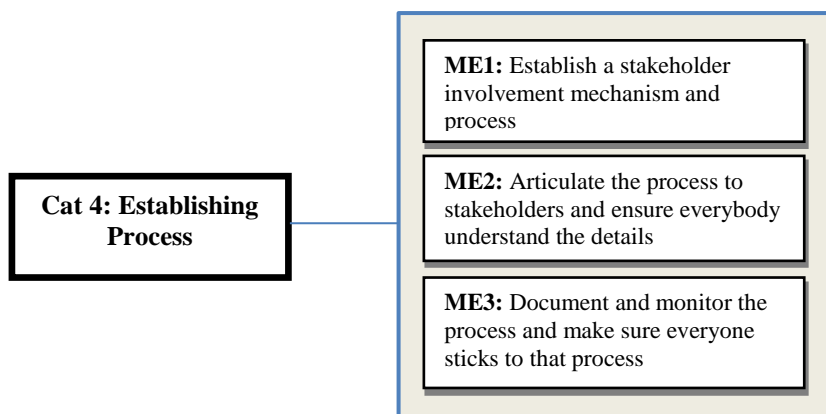 Cat 4: Establishing
Process
ME1: Establish a stakeholder
involvement mechanism and
process
ME2: Articulate the process to
stakeholders and ensure everybody
understand the details
ME3: Document and monitor the
process and make sure everyone
sticks to that process